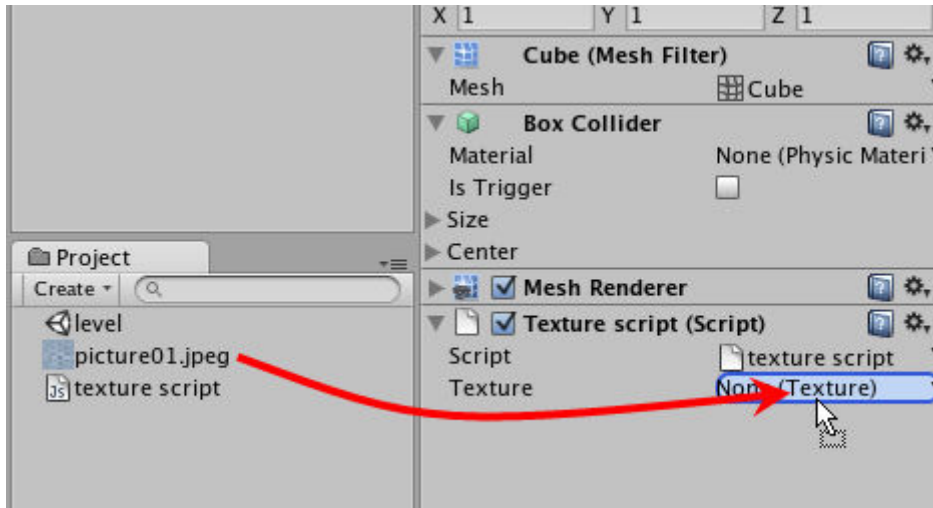 X 1 Y 1 Z 1
Cube (Mesh Filter)
Mesh Cube
Box Collider
Material None (Physic Materi
Is Trigger
Size
Center
Mesh Renderer
Texture script (Script)
Script texture script
Texture None (Texture)
Project
Create
level
picture01.jpeg
JS texture script